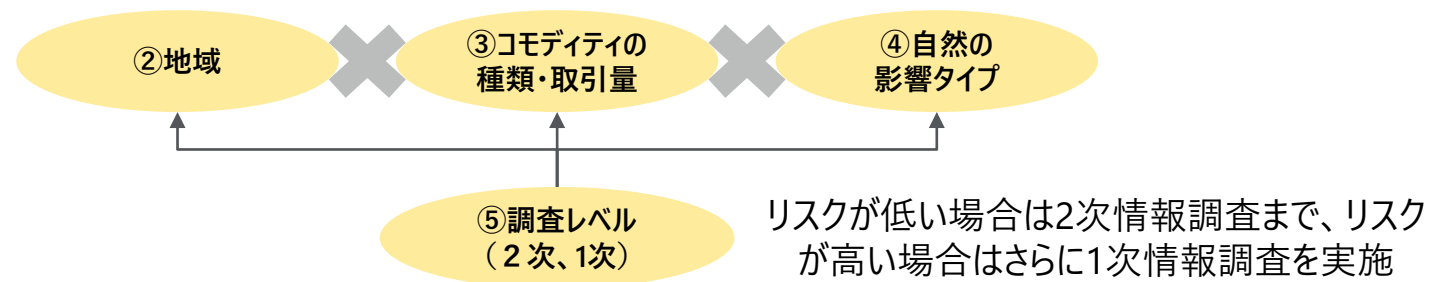 ②地域
③コモディティの
種類・取引量
④自然の
影響タイプ
⑤調査レベル
（２次、1次）
リスクが低い場合は2次情報調査まで、リスク
が高い場合はさらに1次情報調査を実施